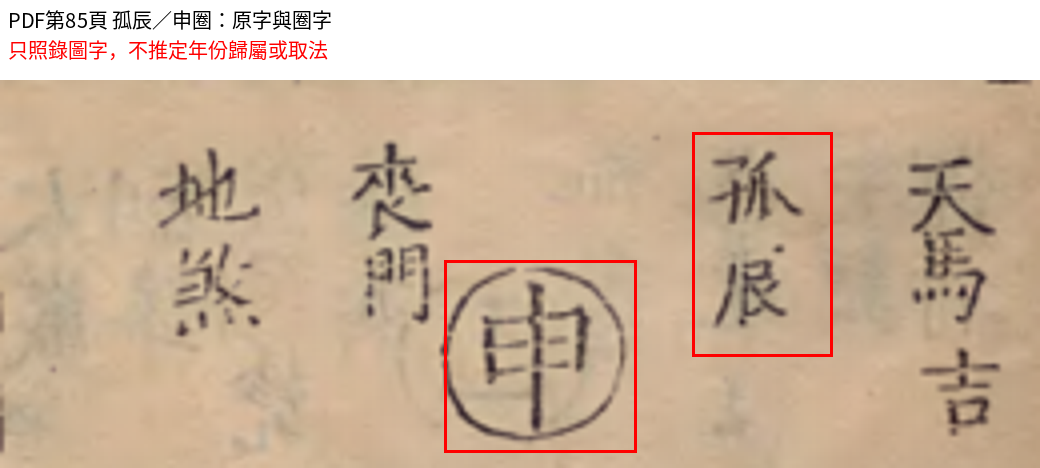 PDF第85頁 孤辰／申圈：原字與圈字
只照錄圖字，不推定年份歸屬或取法
天馬吉
孤辰
申
喪門
地煞